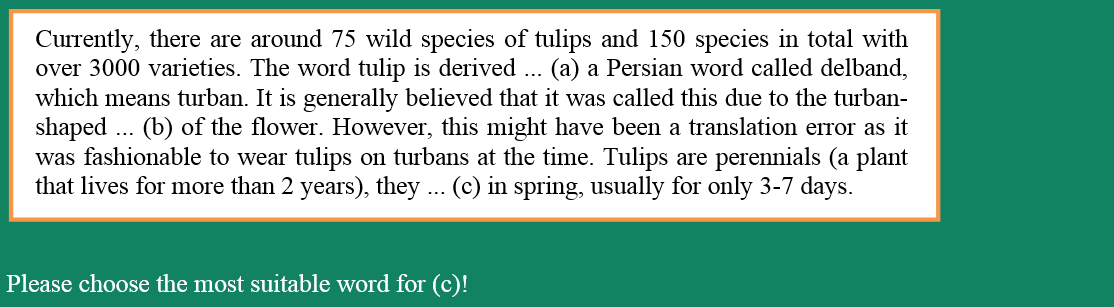 Currently, there are around 75 wild species of tulips and 150 species in total with
over 3000 varieties. The word tulip is derived ... (a) a Persian word called delband,
which means turban. It is generally believed that it was called this due to the turban-
shaped ... (b) of the flower. However, this might have been a translation error as it
was fashionable to wear tulips on turbans at the time. Tulips are perennials (a plant
that lives for more than 2 years), they ... (c) in spring, usually for only 3-7 days.
Please choose the most suitable word for (c)!